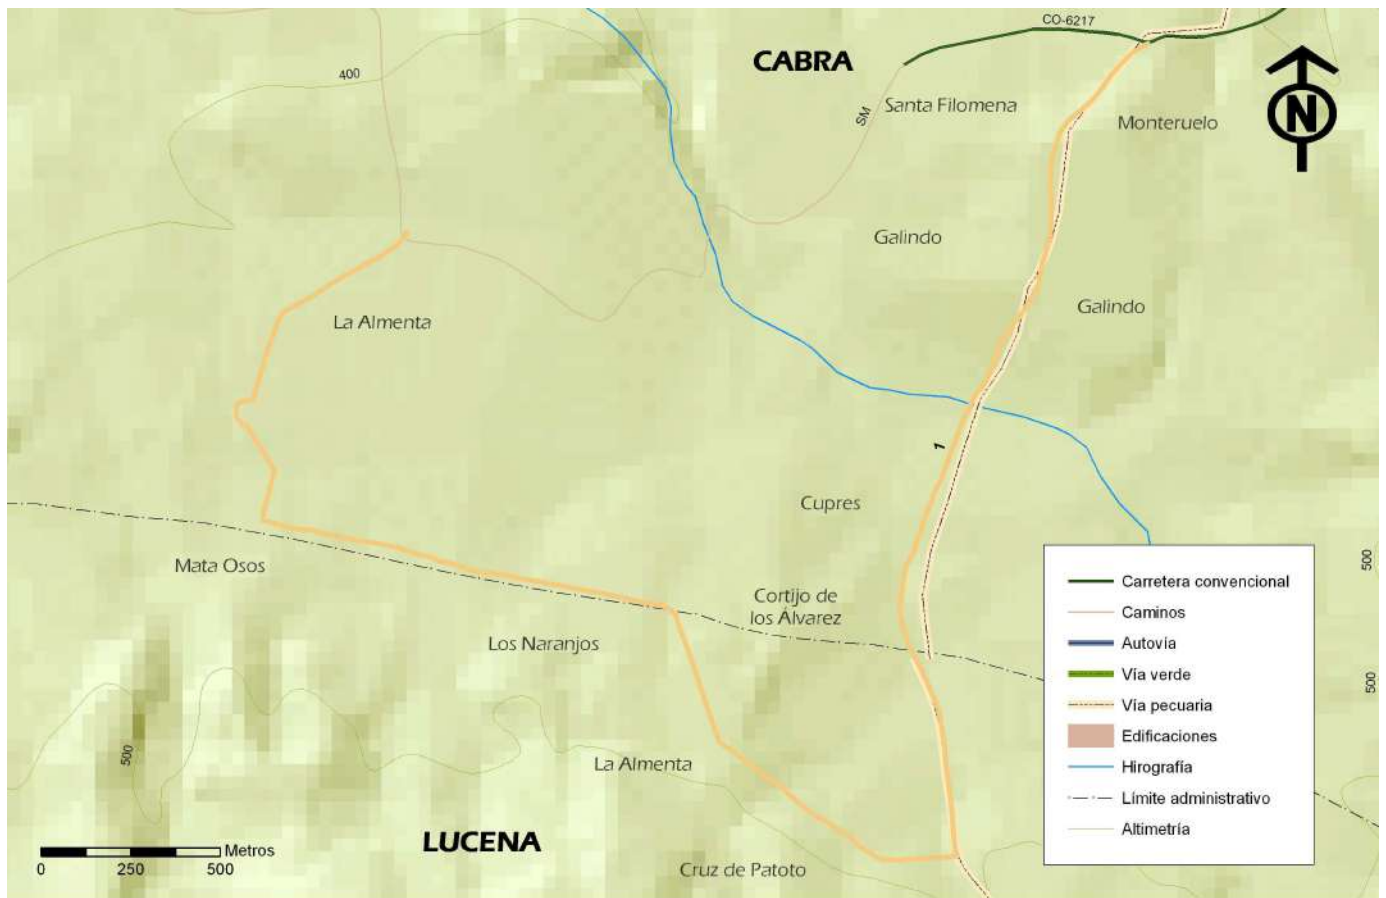 CO-6217
CABRA
400
Santa Filomena
SM
Monteruelo
N
Galindo
Galindo
La Almenta
1
Cupres
Mata Osos
Cortijo de
los Álvarez
Los Naranjos
500
500
500
La Almenta
LUCENA
Cruz de Patoto
0 250 500 Metros
Carretera convencional
Caminos
Autovia
Vía verde
Vía pecuaria
Edificaciones
Hirografía
Límite administrativo
Altimetría